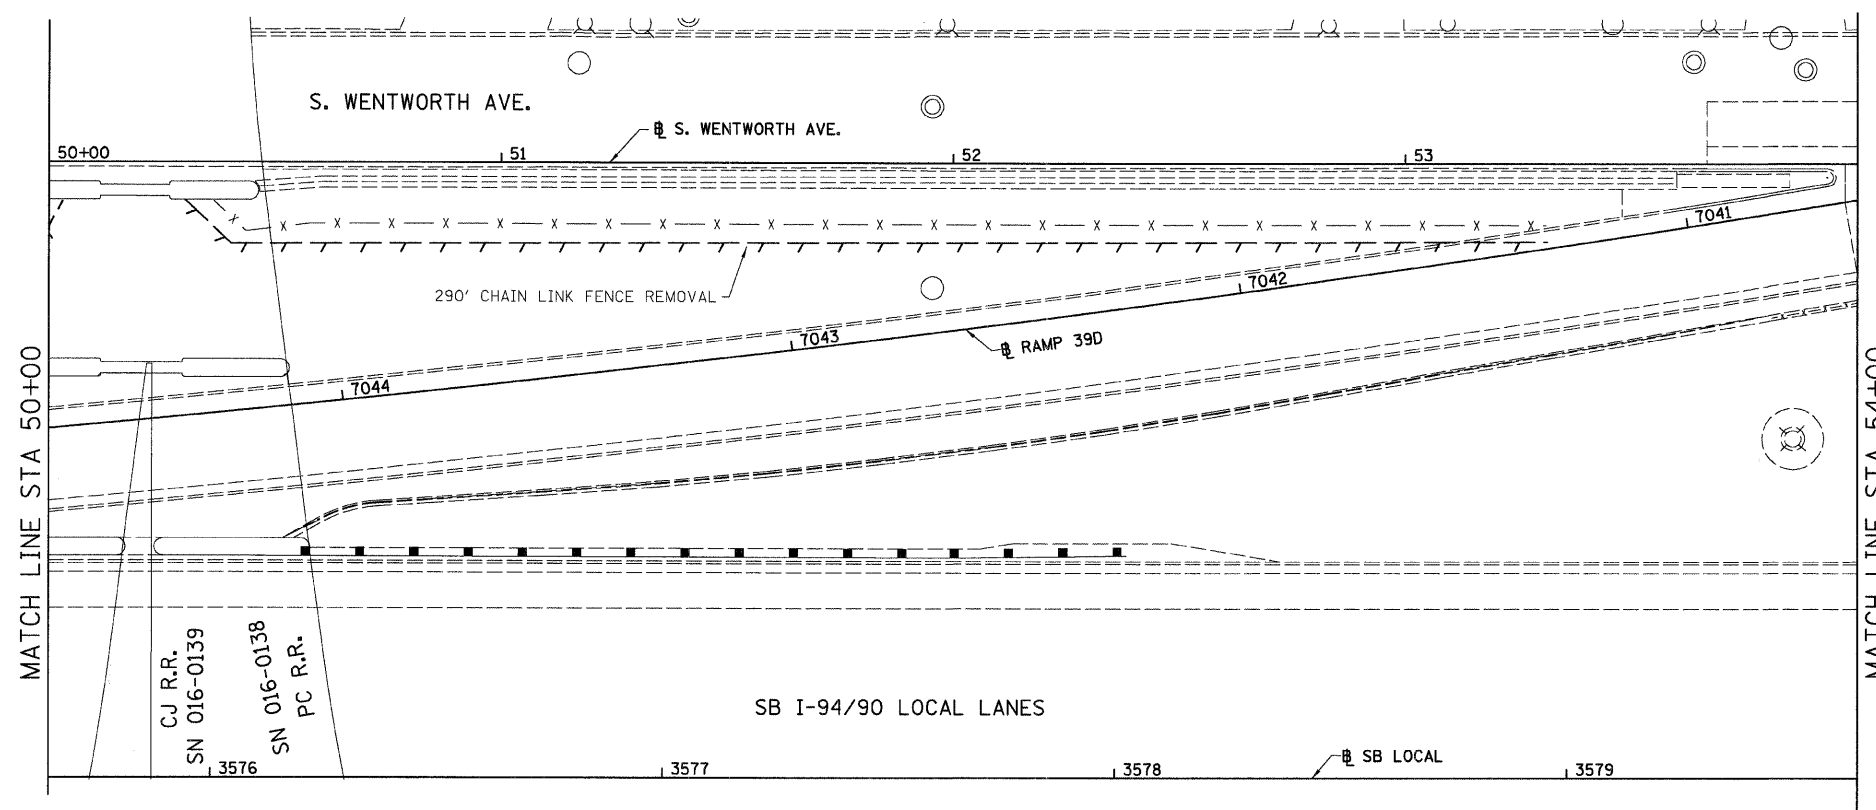 S. WENTWORTH AVE.
℄ S. WENTWORTH AVE.
50+00
51
52
53
7041
7042
290' CHAIN LINK FENCE REMOVAL
7043
℄ RAMP 39D
7044
MATCH LINE STA 50+00
MATCH LINE STA 54+00
CJ R.R.
SN 016-0139
SN 016-0138
PC R.R.
SB I-94/90 LOCAL LANES
℄ SB LOCAL
3576
3577
3578
3579